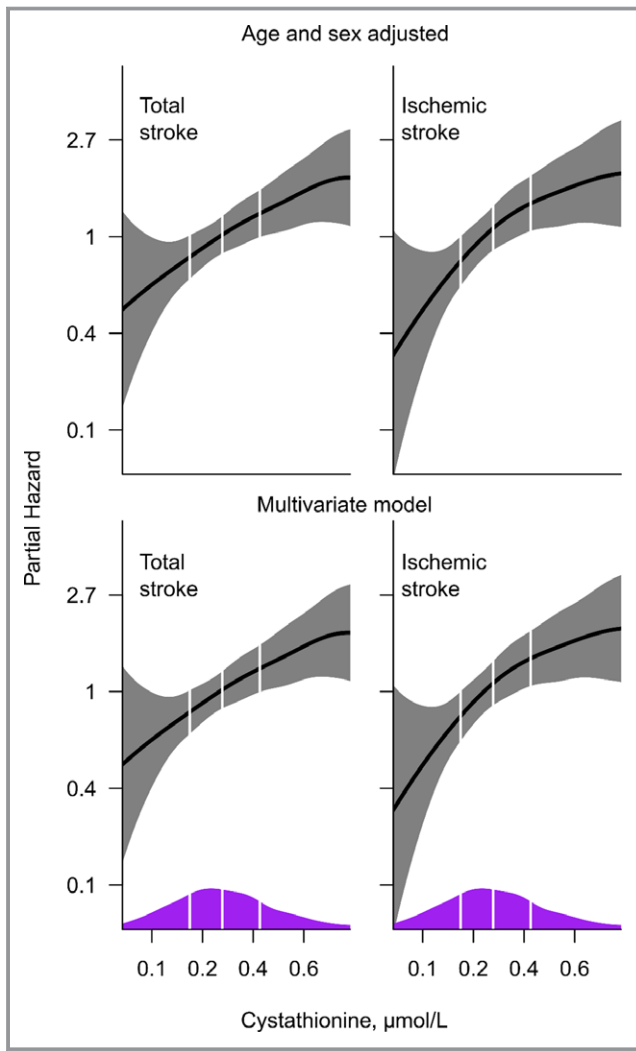 Age and sex adjusted
Total
stroke
Ischemic
stroke
2.7
1
0.4
0.1
Partial Hazard
Multivariate model
Total
stroke
Ischemic
stroke
2.7
1
0.4
0.1
0.1 0.2 0.4 0.6 0.1 0.2 0.4 0.6
Cystathionine, µmol/L